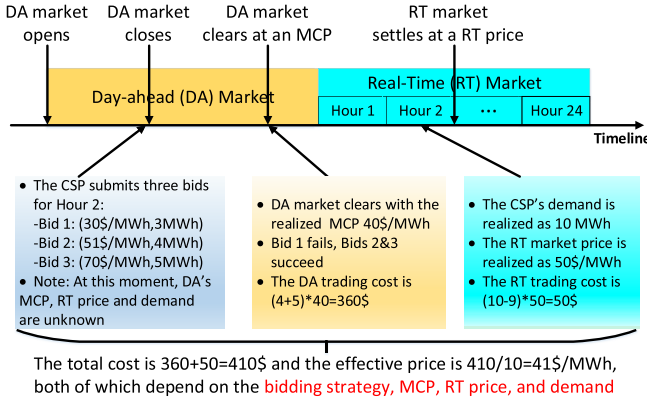 DA market opens
DA market closes
DA market clears at an MCP
RT market settles at a RT price
Day-ahead (DA) Market
Real-Time (RT) Market
Hour 1
Hour 2
...
Hour 24
Timeline
• The CSP submits three bids
for Hour 2:
-Bid 1: (30$/MWh,3MWh)
-Bid 2: (51$/MWh,4MWh)
-Bid 3: (70$/MWh,5MWh)
• Note: At this moment, DA's
MCP, RT price and demand
are unknown
• DA market clears with the
realized MCP 40$/MWh
• Bid 1 fails, Bids 2&3
succeed
• The DA trading cost is
(4+5)*40=360$
• The CSP's demand is
realized as 10 MWh
• The RT market price is
realized as 50$/MWh
• The RT trading cost is
(10-9)*50=50$
The total cost is 360+50=410$ and the effective price is 410/10=41$/MWh,
both of which depend on the bidding strategy, MCP, RT price, and demand